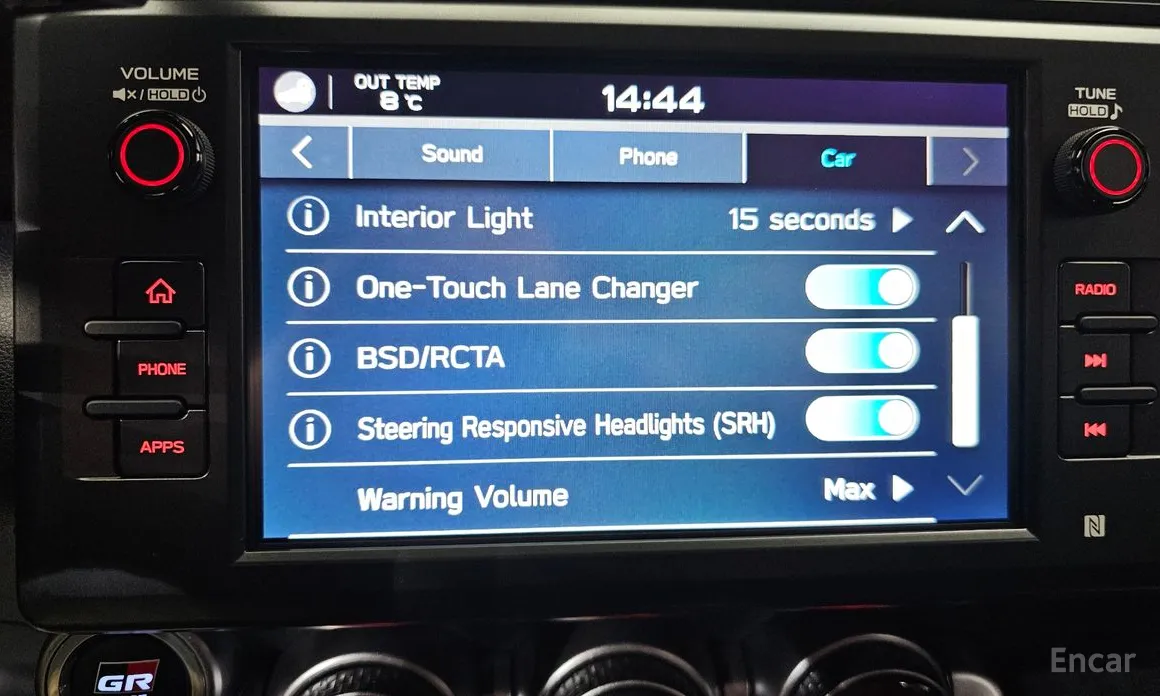 VOLUME
HOLD
OUT TEMP
8 °C
14:44
TUNE
HOLD
Sound
Phone
Car
Interior Light
15 seconds
One-Touch Lane Changer
BSD/RCTA
Steering Responsive Headlights (SRH)
Warning Volume
Max
PHONE
APPS
RADIO
GR
Encar